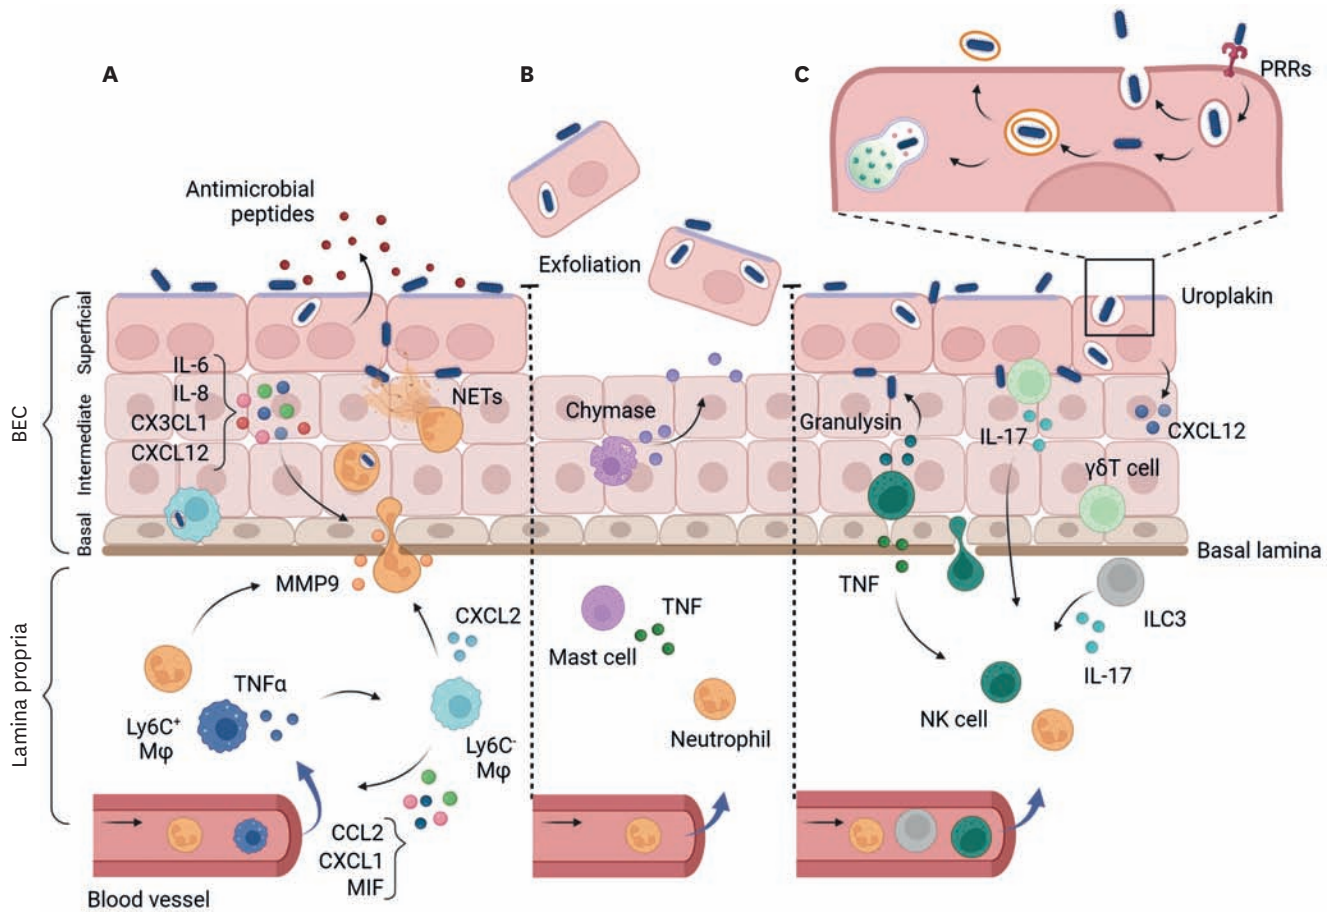 A
B
C
PRRs
Antimicrobial
peptides
Exfoliation
Uroplakin
BEC
Superficial
Intermediate
Basal
IL-6
IL-8
CX3CL1
CXCL12
NETs
Chymase
Granulysin
IL-17
CXCL12
γδT cell
Basal lamina
MMP9
TNF
CXCL2
TNF
Mast cell
ILC3
IL-17
Lamina propria
TNFα
Ly6C⁺
Mφ
Ly6C⁻
Mφ
Neutrophil
NK cell
CCL2
CXCL1
MIF
Blood vessel